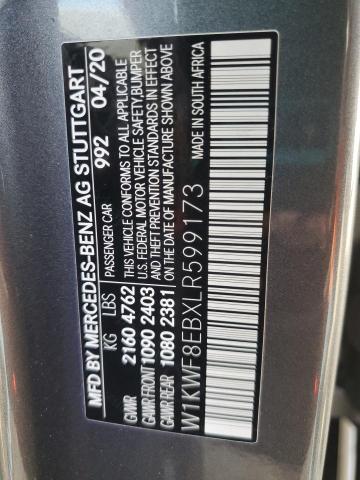 MFD BY MERCEDES-BENZ AG STUTTGART
992 04/20
KG LBS PASSENGER CAR
GVWR 2160 4762 THIS VEHICLE CONFORMS TO ALL APPLICABLE
GAWR FRONT 1090 2403 U.S. FEDERAL MOTOR VEHICLE SAFETY,BUMPER
GAWR REAR 1080 2381 AND THEFT PREVENTION STANDARDS IN EFFECT
ON THE DATE OF MANUFACTURE SHOWN ABOVE
W1KWF8EBXLR599173 MADE IN SOUTH AFRICA